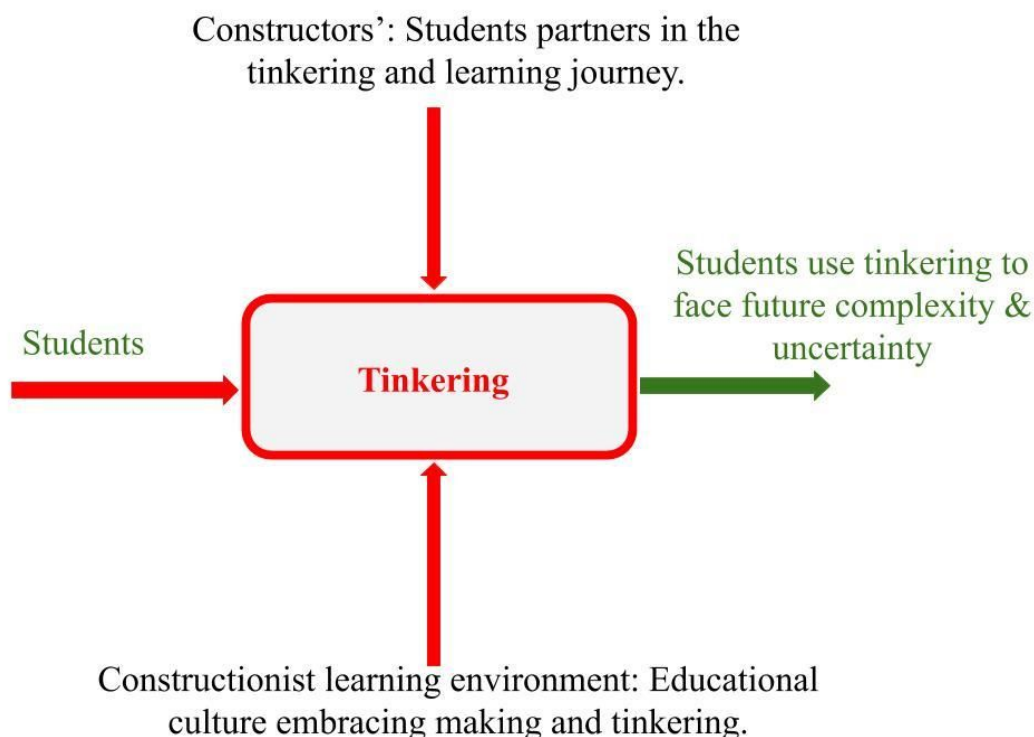 Constructors’: Students partners in the
tinkering and learning journey.
Students use tinkering to
face future complexity &
uncertainty
Students
Tinkering
Constructionist learning environment: Educational
culture embracing making and tinkering.